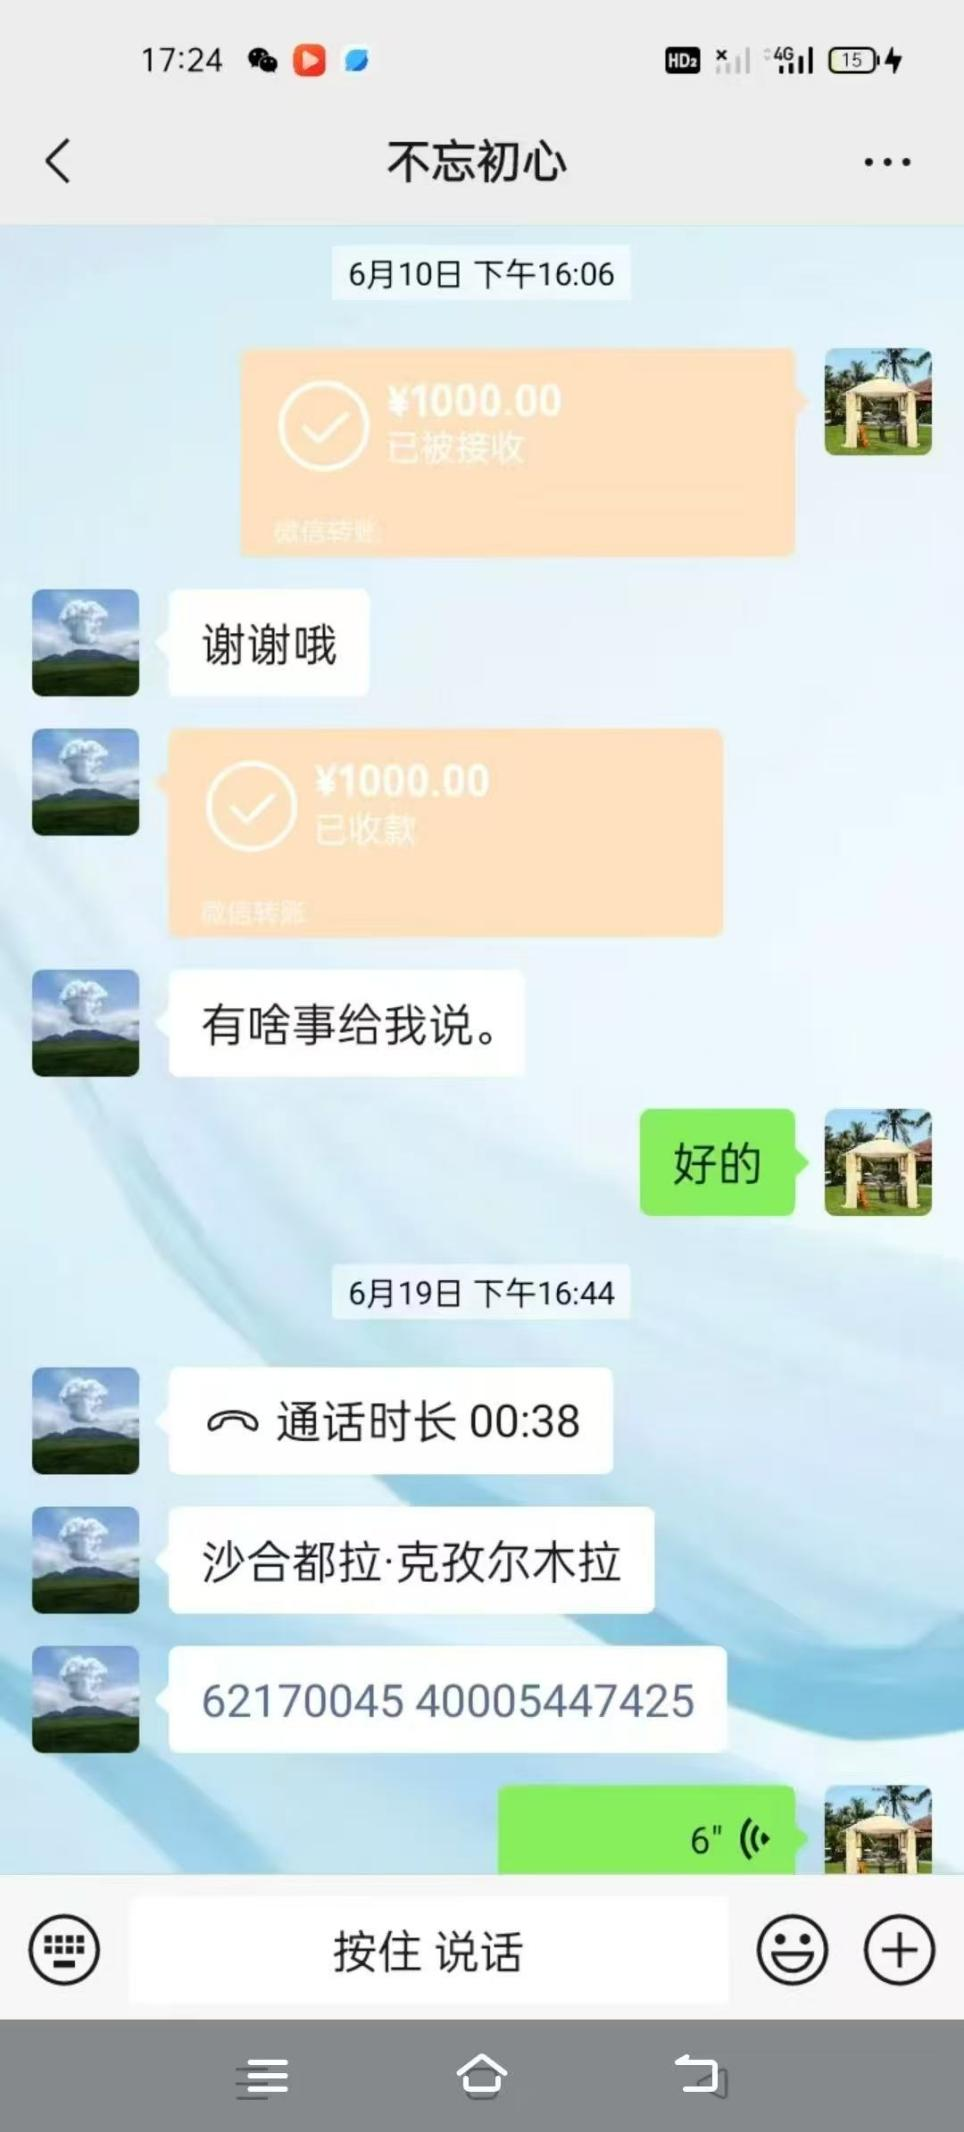 17:24
HD2
4G
15
不忘初心
6月10日 下午16:06
¥1000.00
已被接收
微信转账
谢谢哦
¥1000.00
已收款
微信转账
有啥事给我说。
好的
6月19日 下午16:44
通话时长 00:38
沙合都拉·克孜尔木拉
62170045 40005447425
6"
按住 说话